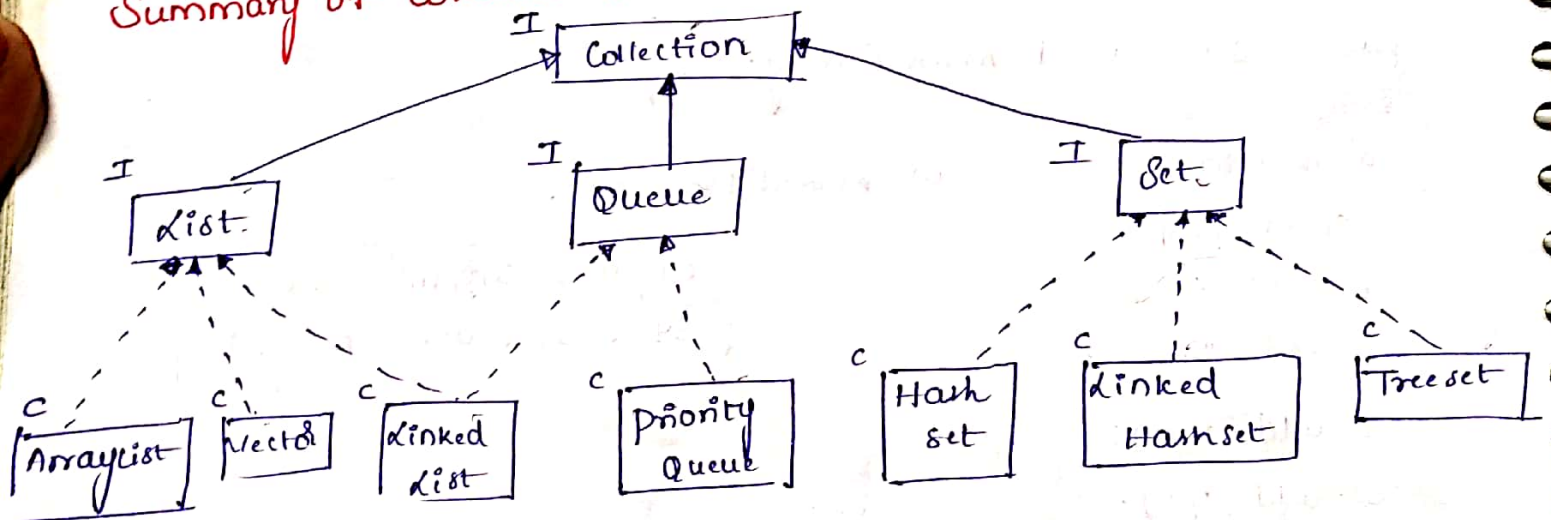 Summary of
I
Collection
I
I
I
List.
Queue
Set.
C
C
C
C
C
C
C
ArrayList
Vector
Linked
List
Priority
Queue
Hash
set
Linked
Hashset
Treeset